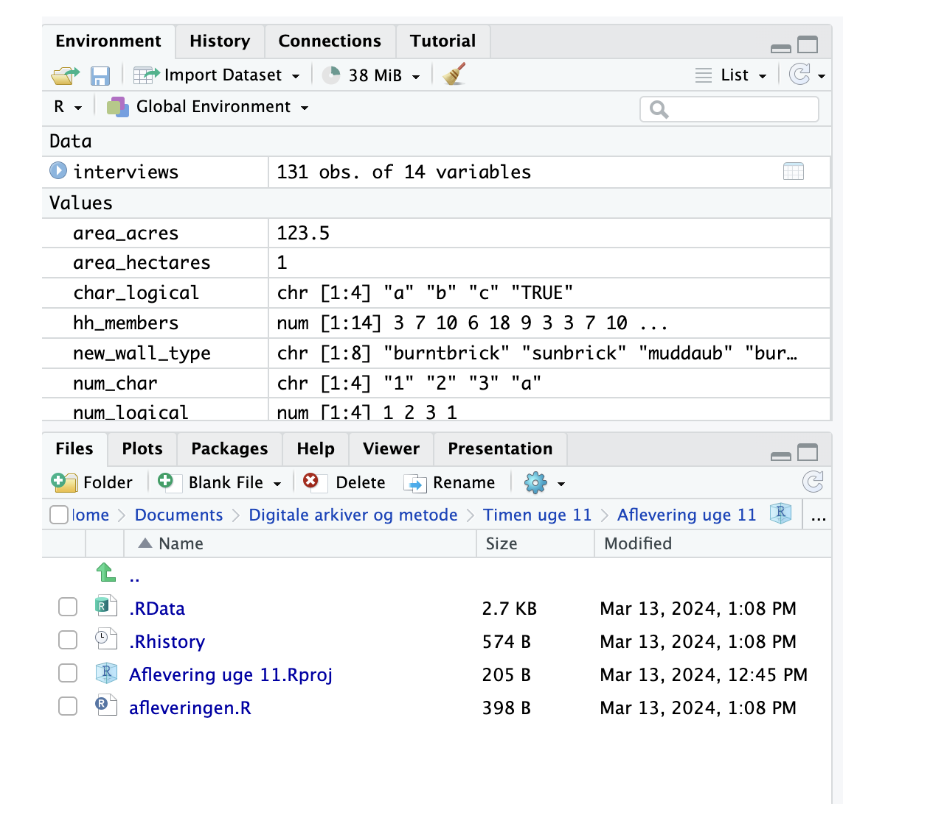 Environment History Connections Tutorial
Import Dataset 38 MiB List
R Global Environment
Data
interviews 131 obs. of 14 variables
Values
area_acres 123.5
area_hectares 1
char_logical chr [1:4] "a" "b" "c" "TRUE"
hh_members num [1:14] 3 7 10 6 18 9 3 3 7 10 ...
new_wall_type chr [1:8] "burntbrick" "sunbrick" "muddaub" "bur…
num_char chr [1:4] "1" "2" "3" "a"
num_logical num [1:4] 1 2 3 1
Files Plots Packages Help Viewer Presentation
Folder Blank File Delete Rename
lome > Documents > Digitale arkiver og metode > Timen uge 11 > Aflevering uge 11 R ...
Name Size Modified
..
.RData 2.7 KB Mar 13, 2024, 1:08 PM
.Rhistory 574 B Mar 13, 2024, 1:08 PM
Aflevering uge 11.Rproj 205 B Mar 13, 2024, 12:45 PM
afleveringen.R 398 B Mar 13, 2024, 1:08 PM